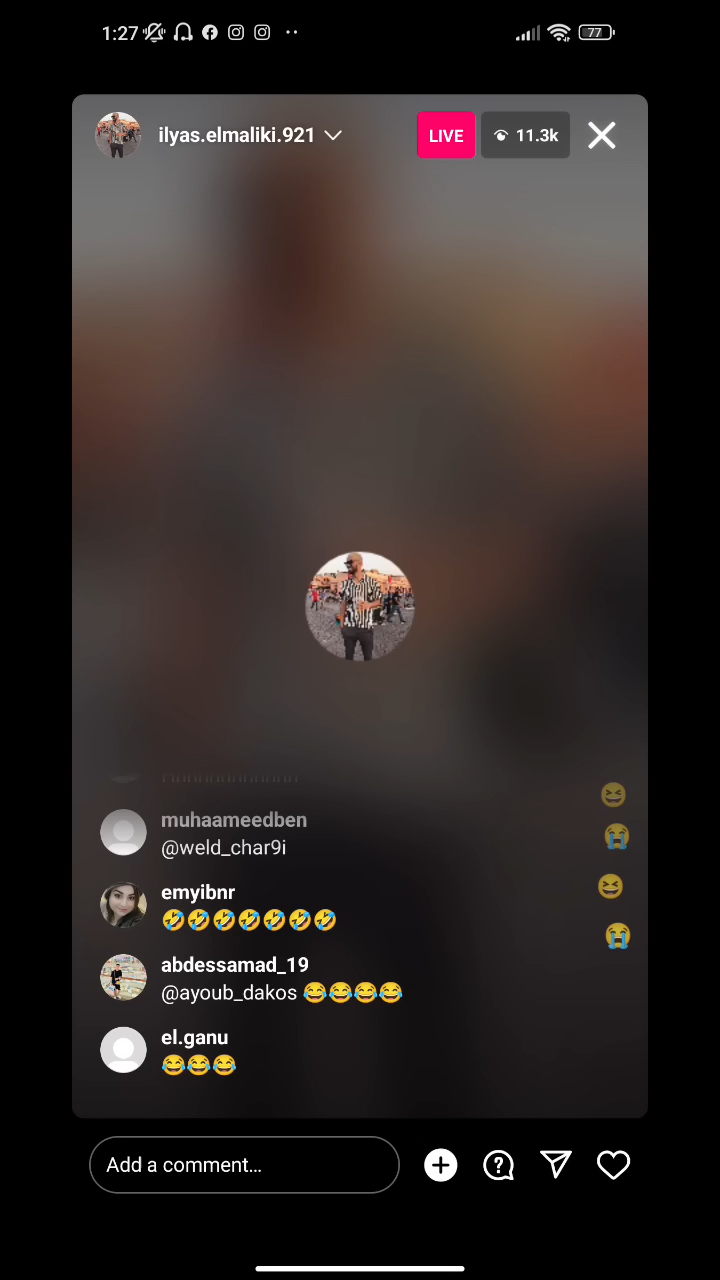 1:27
77
ilyas.elmaliki.921
LIVE
11.3k
muhaameedben
@weld_char9i
emyibnr
🤣🤣🤣🤣🤣🤣🤣
abdessamad_19
@ayoub_dakos 😂😂😂😂
el.ganu
😂😂😂
Add a comment...